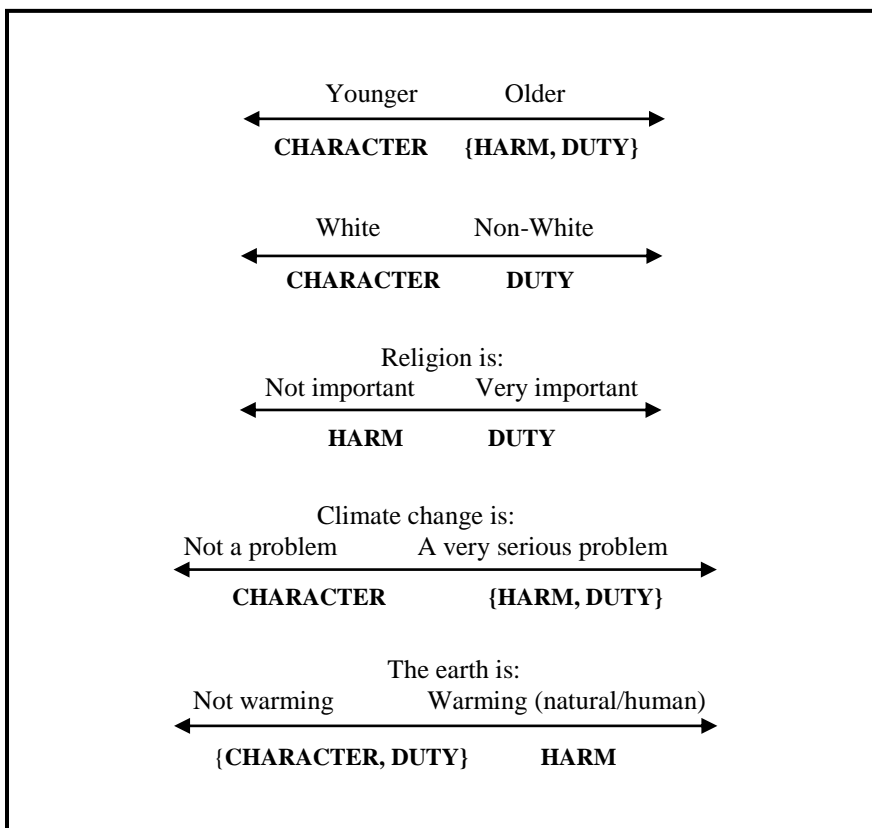 Younger Older
CHARACTER {HARM, DUTY}
White Non-White
CHARACTER DUTY
Religion is:
Not important Very important
HARM DUTY
Climate change is:
Not a problem A very serious problem
CHARACTER {HARM, DUTY}
The earth is:
Not warming Warming (natural/human)
{CHARACTER, DUTY} HARM